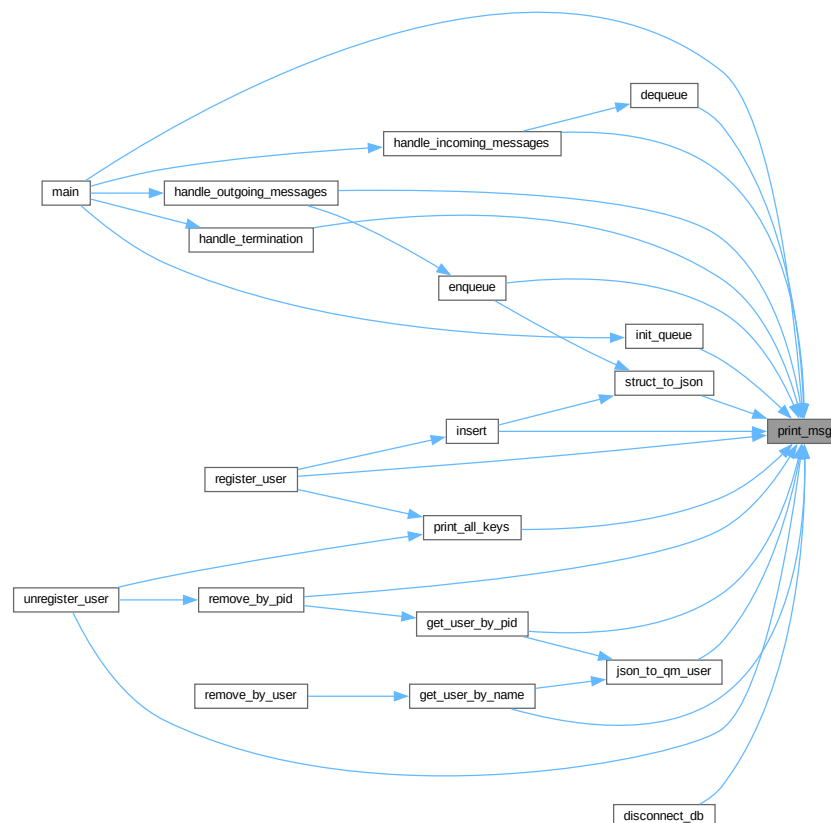 dequeue
handle_incoming_messages
main
handle_outgoing_messages
handle_termination
enqueue
init_queue
struct_to_json
insert
print_msg
register_user
print_all_keys
unregister_user
remove_by_pid
get_user_by_pid
json_to_qm_user
remove_by_user
get_user_by_name
disconnect_db